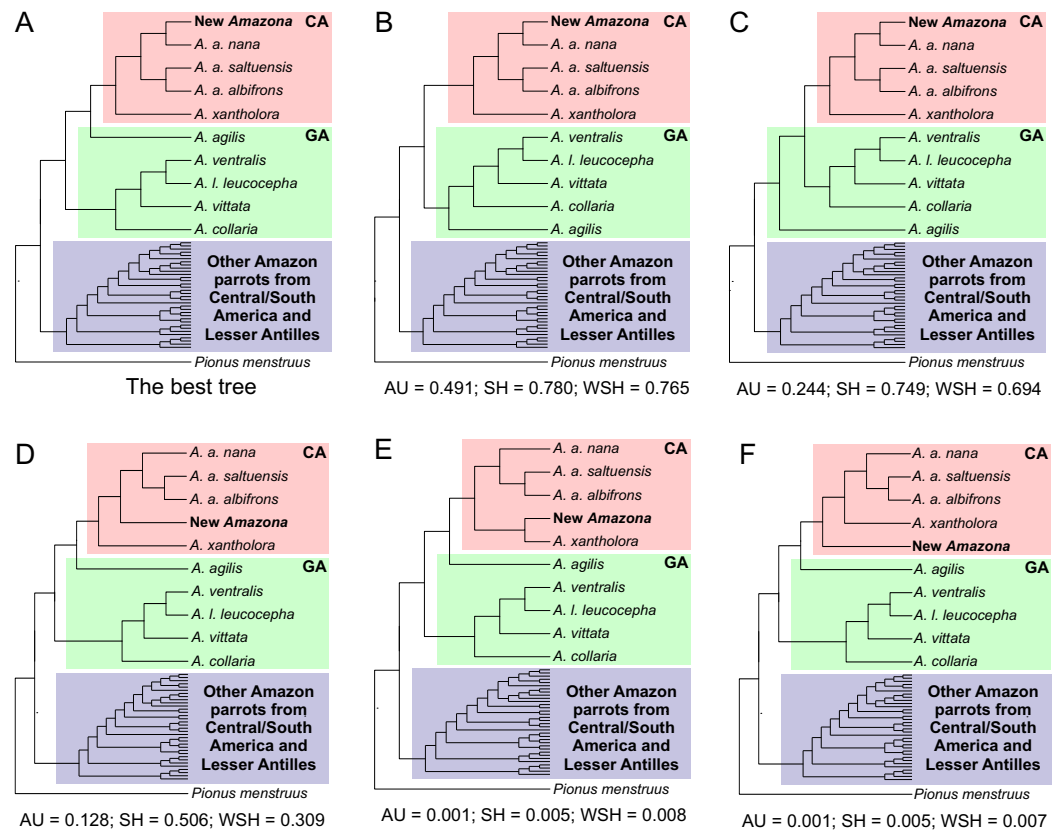 A
New Amazona CA
A. a. nana
A. a. saltuensis
A. a. albifrons
A. xantholora
A. agilis GA
A. ventralis
A. l. leucocepha
A. vittata
A. collaria
Other Amazon
parrots from
Central/South
America and
Lesser Antilles
Pionus menstruus
The best tree
B
New Amazona CA
A. a. nana
A. a. saltuensis
A. a. albifrons
A. xantholora
A. ventralis GA
A. l. leucocepha
A. vittata
A. collaria
A. agilis
Other Amazon
parrots from
Central/South
America and
Lesser Antilles
Pionus menstruus
AU = 0.491; SH = 0.780; WSH = 0.765
C
New Amazona CA
A. a. nana
A. a. saltuensis
A. a. albifrons
A. xantholora
A. ventralis GA
A. l. leucocepha
A. vittata
A. collaria
A. agilis
Other Amazon
parrots from
Central/South
America and
Lesser Antilles
Pionus menstruus
AU = 0.244; SH = 0.749; WSH = 0.694
D
A. a. nana CA
A. a. saltuensis
A. a. albifrons
New Amazona
A. xantholora
A. agilis GA
A. ventralis
A. l. leucocepha
A. vittata
A. collaria
Other Amazon
parrots from
Central/South
America and
Lesser Antilles
Pionus menstruus
AU = 0.128; SH = 0.506; WSH = 0.309
E
A. a. nana CA
A. a. saltuensis
A. a. albifrons
New Amazona
A. xantholora
A. agilis GA
A. ventralis
A. l. leucocepha
A. vittata
A. collaria
Other Amazon
parrots from
Central/South
America and
Lesser Antilles
Pionus menstruus
AU = 0.001; SH = 0.005; WSH = 0.008
F
A. a. nana CA
A. a. saltuensis
A. a. albifrons
A. xantholora
New Amazona
A. agilis GA
A. ventralis
A. l. leucocepha
A. vittata
A. collaria
Other Amazon
parrots from
Central/South
America and
Lesser Antilles
Pionus menstruus
AU = 0.001; SH = 0.005; WSH = 0.007